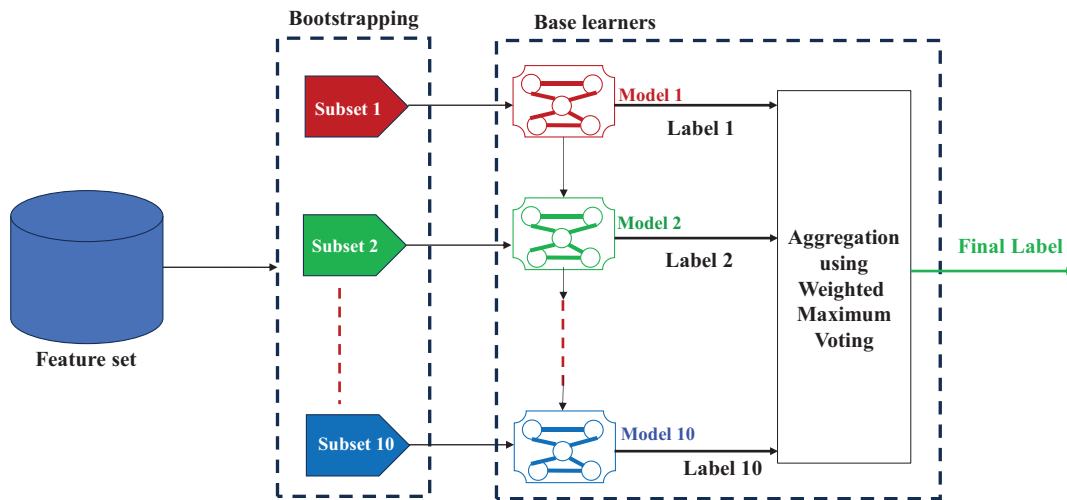 Bootstrapping
Base learners
Subset 1
Model 1
Label 1
Subset 2
Model 2
Label 2
Feature set
Aggregation
using
Weighted
Maximum
Voting
Final Label
Subset 10
Model 10
Label 10